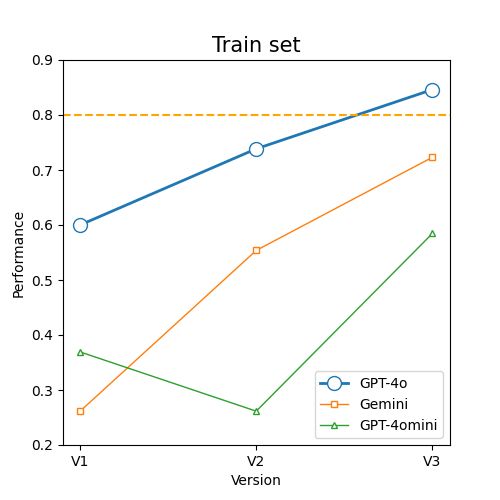 Train set
0.9
0.8
0.7
0.6
0.5
0.4
0.3
0.2
Performance
V1
V2
V3
Version
GPT-4o
Gemini
GPT-4omini